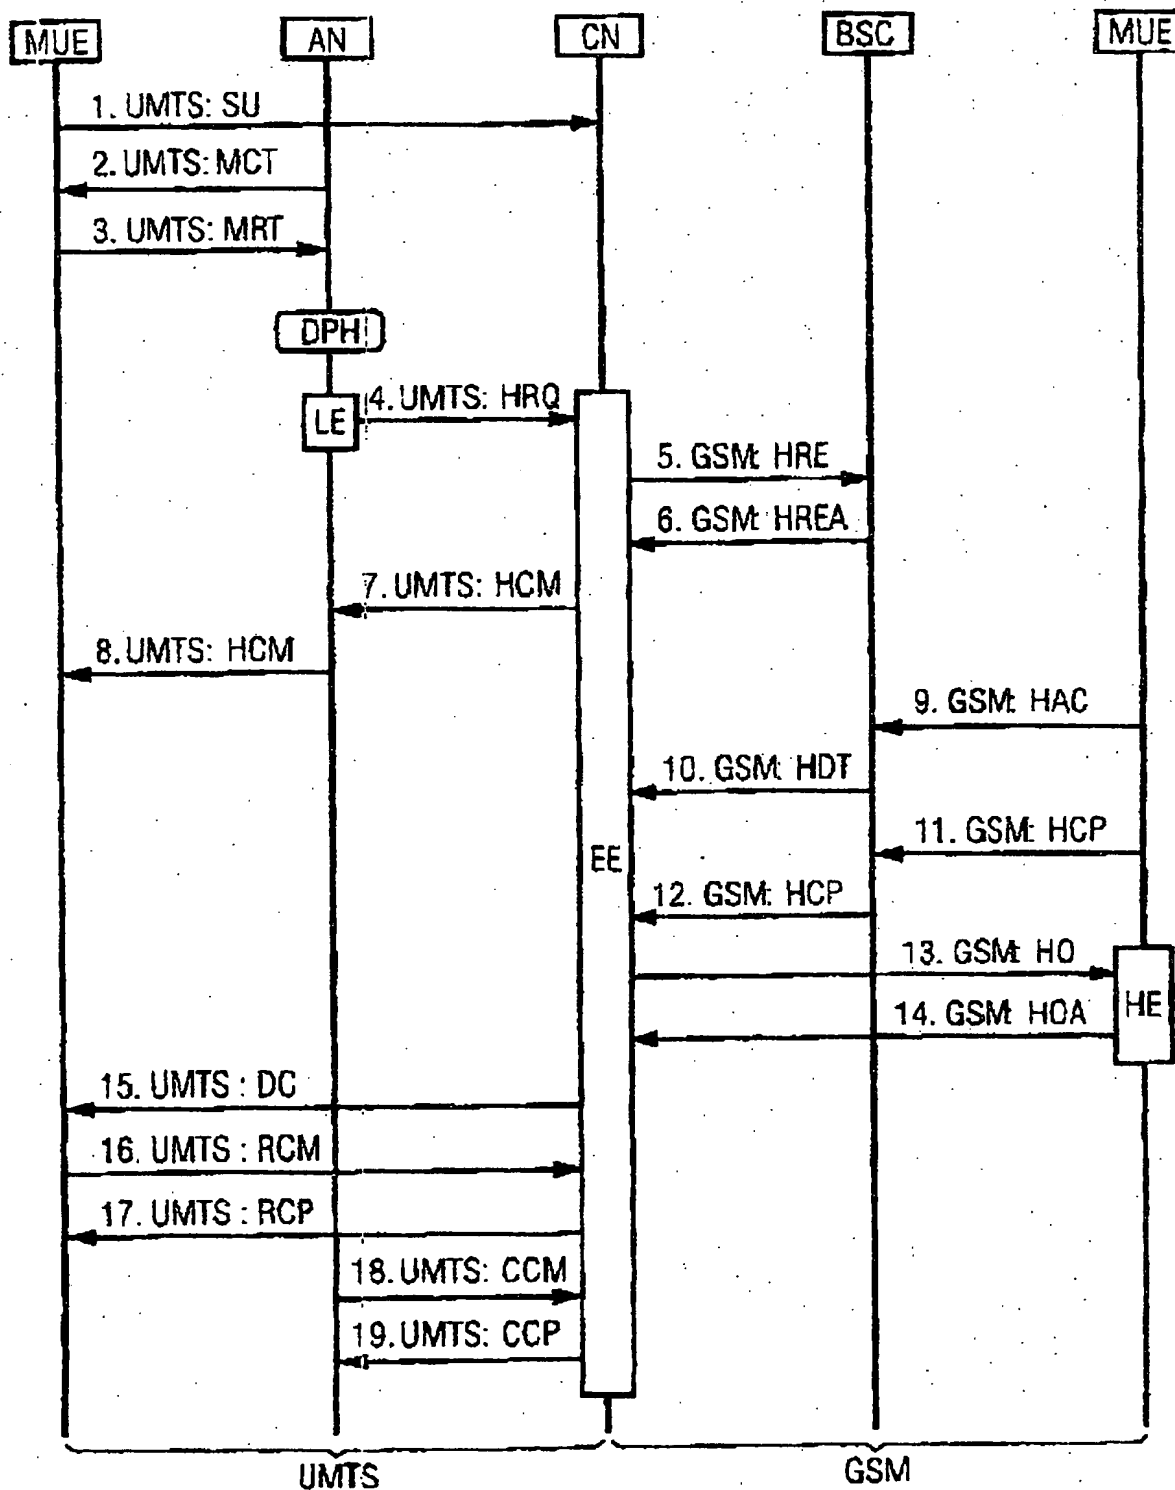 MUE AN CN BSC MUE
1. UMTS: SU
2. UMTS: MCT
3. UMTS: MRT
DPH
LE
4. UMTS: HRQ
5. GSM: HRE
6. GSM: HREA
7. UMTS: HCM
8. UMTS: HCM
9. GSM: HAC
10. GSM: HDT
11. GSM: HCP
EE
12. GSM: HCP
13. GSM: HO
HE
14. GSM: HOA
15. UMTS : DC
16. UMTS : RCM
17. UMTS : RCP
18. UMTS: CCM
19. UMTS: CCP
UMTS GSM